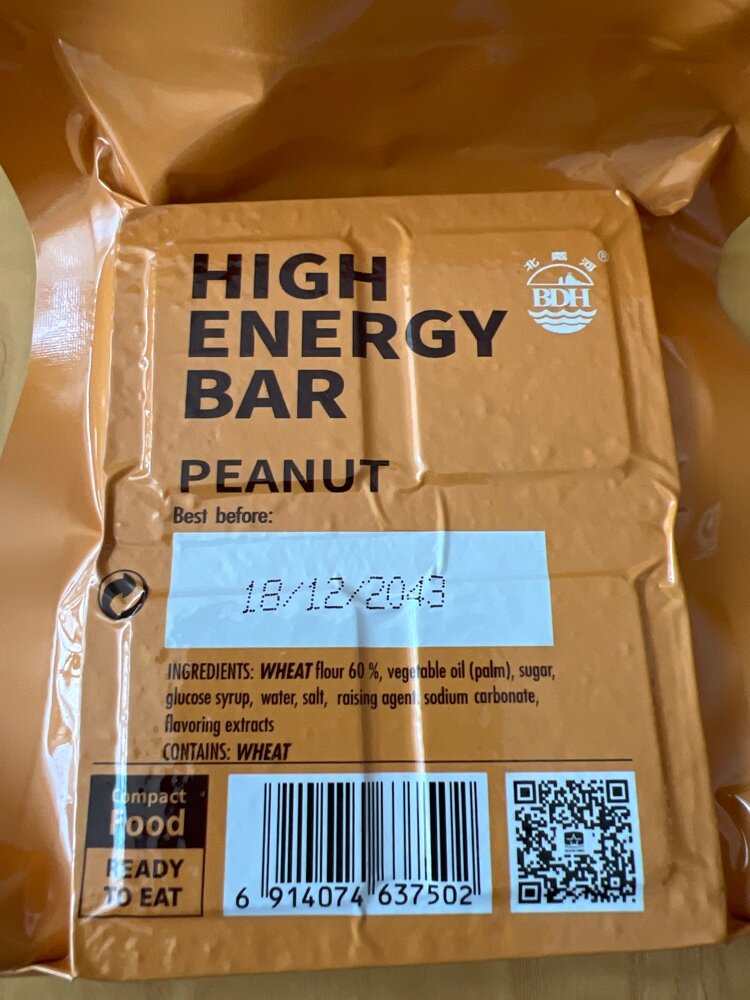 HIGH
ENERGY
BAR
北戴河®
BDH
PEANUT
Best before:
18/12/2043
INGREDIENTS: WHEAT flour 60 %, vegetable oil (palm), sugar,
glucose syrup, water, salt, raising agent: sodium carbonate,
flavoring extracts
CONTAINS: WHEAT
Compact
Food
READY
TO EAT
6 914074 637502